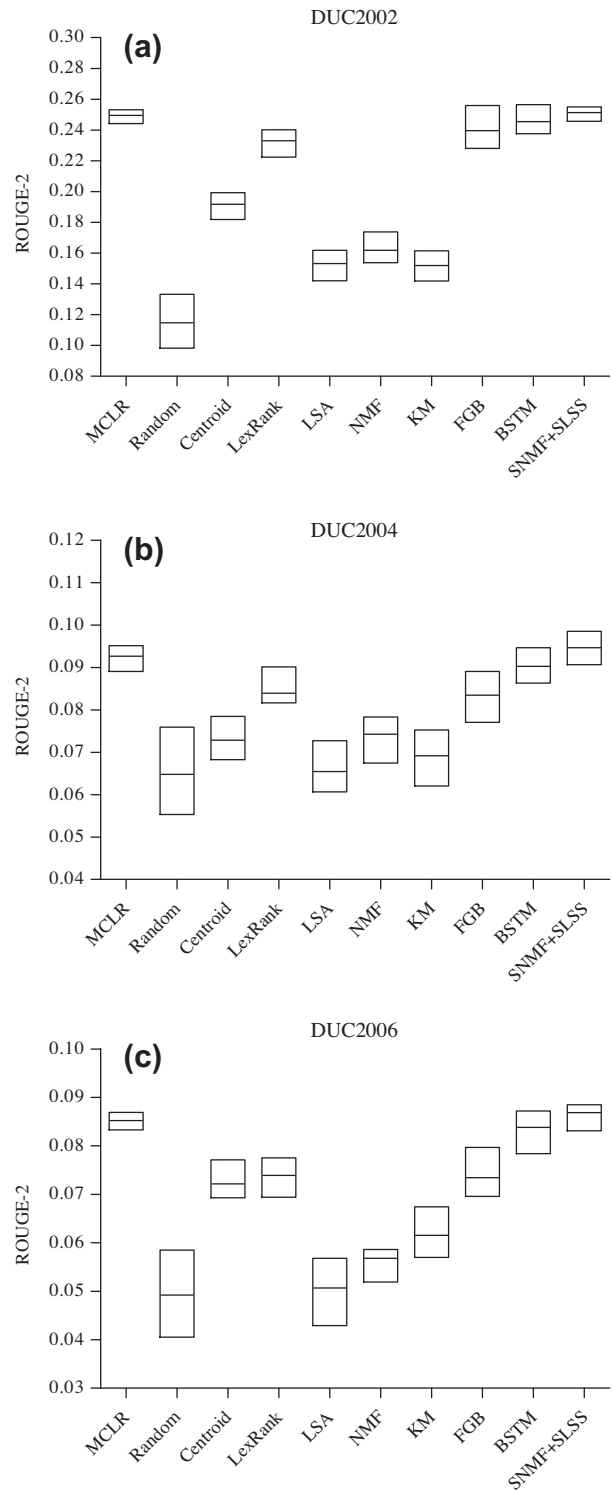 DUC2002
(a)
ROUGE-2
0.30
0.28
0.26
0.24
0.22
0.20
0.18
0.16
0.14
0.12
0.10
0.08
MCLR
Random
Centroid
LexRank
LSA
NMF
KM
FGB
BSTM
SNMF+SLSS
DUC2004
(b)
ROUGE-2
0.12
0.11
0.10
0.09
0.08
0.07
0.06
0.05
0.04
MCLR
Random
Centroid
LexRank
LSA
NMF
KM
FGB
BSTM
SNMF+SLSS
DUC2006
(c)
ROUGE-2
0.10
0.09
0.08
0.07
0.06
0.05
0.04
0.03
MCLR
Random
Centroid
LexRank
LSA
NMF
KM
FGB
BSTM
SNMF+SLSS